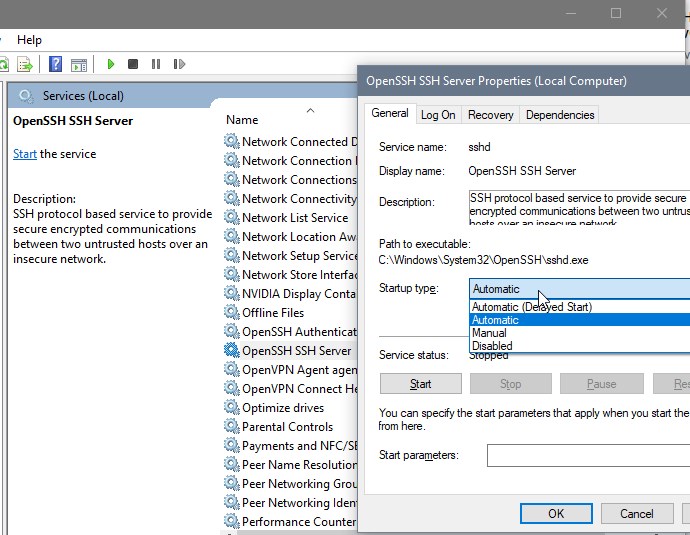 Help
Services (Local)
OpenSSH SSH Server
Start the service
Description:
SSH protocol based service to provide
secure encrypted communications
between two untrusted hosts over an
insecure network.
Name
Network Connected D
Network Connection
Network Connections
Network Connectivity
Network List Service
Network Location Aw
Network Setup Service
Network Store Interfac
NVIDIA Display Conta
Offline Files
OpenSSH Authenticat
OpenSSH SSH Server
OpenVPN Agent agen
OpenVPN Connect He
Optimize drives
Parental Controls
Payments and NFC/SE
Peer Name Resolution
Peer Networking Grou
Peer Networking Iden
Performance Counter
OpenSSH SSH Server Properties (Local Computer)
General Log On Recovery Dependencies
Service name: sshd
Display name: OpenSSH SSH Server
Description: SSH protocol based service to provide secure
encrypted communications between two untrus
hosts over an insecure network.
Path to executable:
C:\Windows\System32\OpenSSH\sshd.exe
Startup type: Automatic
Automatic (Delayed Start)
Automatic
Manual
Disabled
Service status: Stopped
Start Stop Pause Res
You can specify the start parameters that apply when you start the
from here.
Start parameters:
OK Cancel